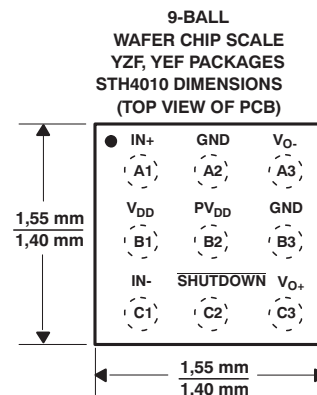 9-BALL
WAFER CHIP SCALE
YZF, YEF PACKAGES
STH4010 DIMENSIONS
(TOP VIEW OF PCB)
IN+ GND VO-
A1 A2 A3
1,55 mm
1,40 mm
VDD PVDD GND
B1 B2 B3
IN- SHUTDOWN VO+
C1 C2 C3
1,55 mm
1,40 mm